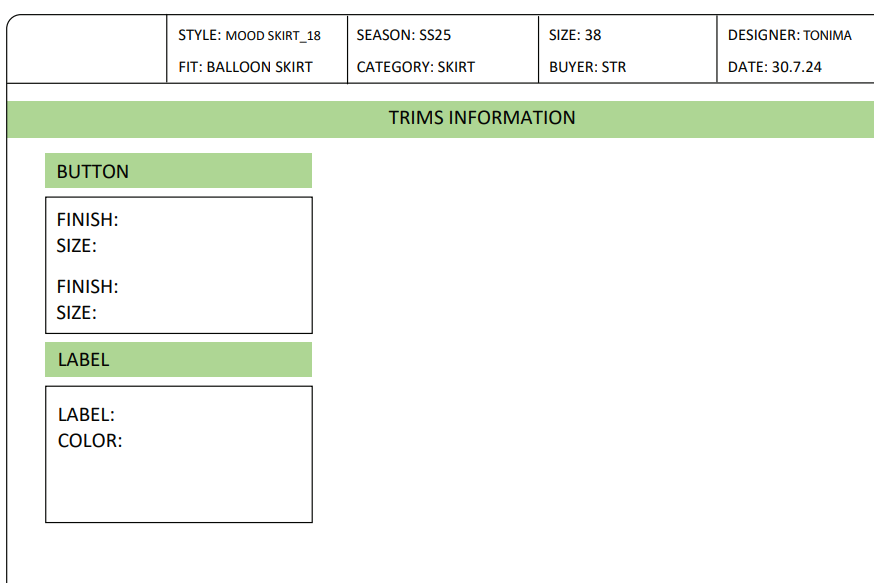 STYLE: MOOD SKIRT_18
SEASON: SS25
SIZE: 38
DESIGNER: TONIMA
FIT: BALLOON SKIRT
CATEGORY: SKIRT
BUYER: STR
DATE: 30.7.24
TRIMS INFORMATION
BUTTON
FINISH:
SIZE:
FINISH:
SIZE:
LABEL
LABEL:
COLOR: